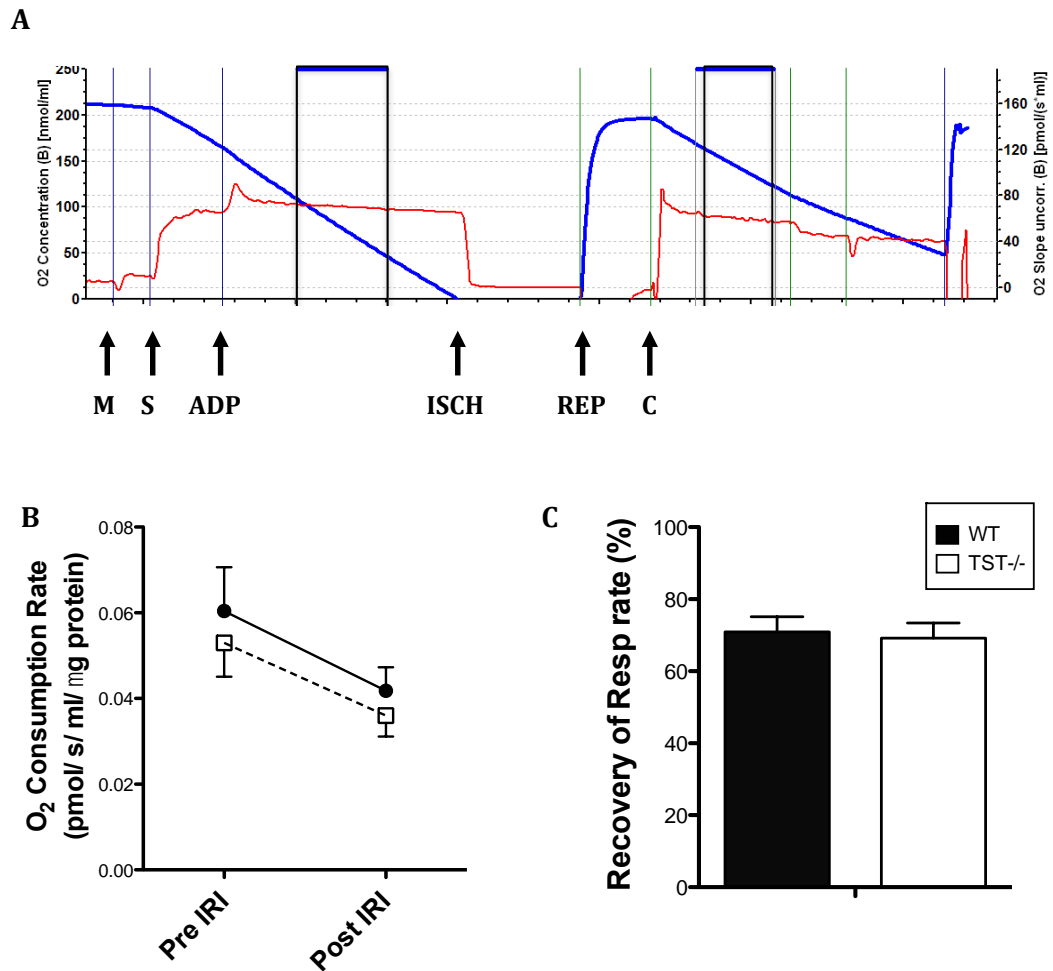 A
250
200
150
100
50
0
O2 Concentration (B) [nmol/ml]
160
120
80
40
0
O2 Slope uncorr. (B) [pmol/(s*ml)]
M S ADP ISCH REP C
B
0.08
0.06
0.04
0.02
0.00
O2 Consumption Rate
(pmol/ s/ ml/ mg protein)
Pre IRI Post IRI
C
WT
TST-/-
100
80
60
40
20
0
Recovery of Resp rate (%)